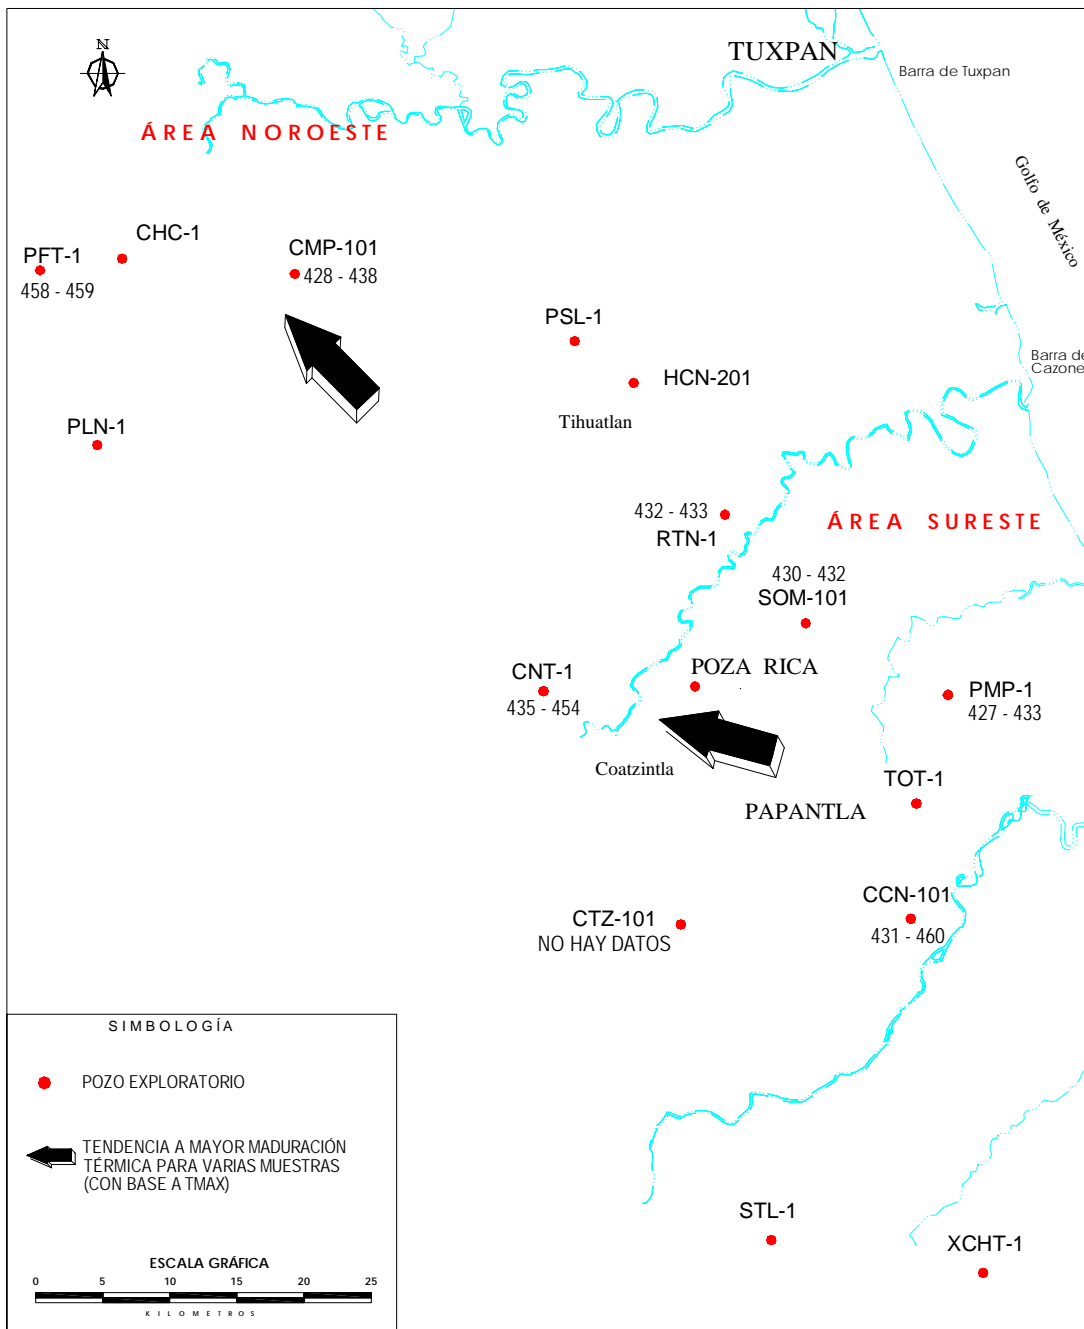 N
TUXPAN
Barra de Tuxpan
ÁREA NOROESTE
Golfo de México
CHC-1
PFT-1
458 - 459
CMP-101
428 - 438
PSL-1
HCN-201
Barra de
Cazone
Tihuatlan
PLN-1
432 - 433
RTN-1
ÁREA SURESTE
430 - 432
SOM-101
POZA RICA
CNT-1
435 - 454
PMP-1
427 - 433
Coatzintla
TOT-1
PAPANTLA
CCN-101
431 - 460
CTZ-101
NO HAY DATOS
STL-1
XCHT-1
SIMBOLOGÍA
POZO EXPLORATORIO
TENDENCIA A MAYOR MADURACIÓN
TÉRMICA PARA VARIAS MUESTRAS
(CON BASE A TMAX)
ESCALA GRÁFICA
0 5 10 15 20 25
KILOMETROS